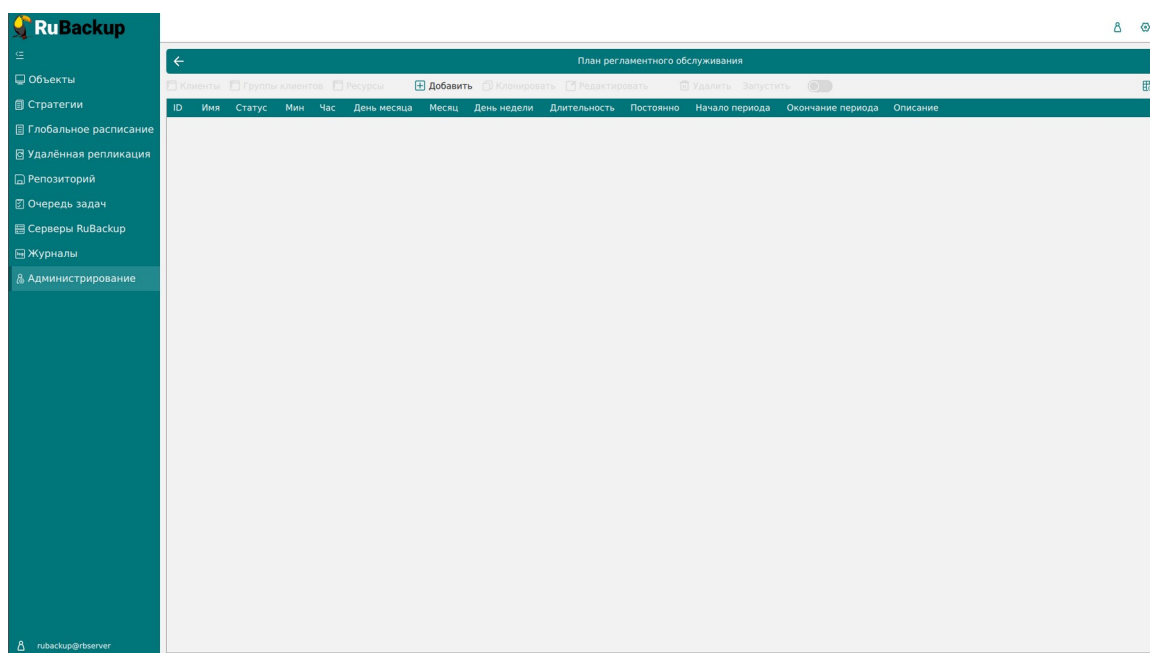 RuBackup
План регламентного обслуживания
Объекты
Стратегии
Глобальное расписание
Удалённая репликация
Репозиторий
Очередь задач
Серверы RuBackup
Журналы
Администрирование
rubackup@rbserver
Клиенты Группы клиентов Ресурсы Добавить Клонировать Редактировать Удалить Запустить
ID Имя Статус Мин Час День месяца Месяц День недели Длительность Постоянно Начало периода Окончание периода Описание